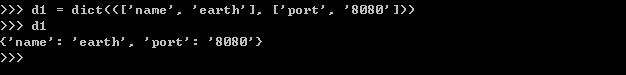 >>> d1 = dict((['name', 'earth'], ['port', '8080']))
>>> d1
{'name': 'earth', 'port': '8080'}
>>>